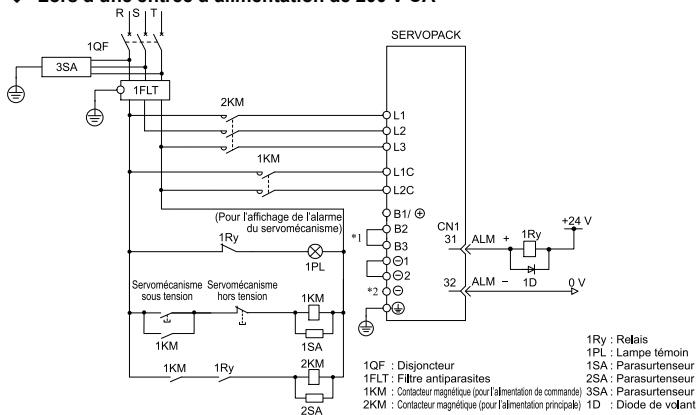 Lors d'une entrée d'alimentation de 200 V CA
R S T
SERVOPACK
1QF
3SA
1FLT
2KM
L1
L2
L3
1KM
L1C
L2C
(Pour l'affichage de l'alarme
du servomécanisme)
B1/ ⊕
B2
*1
B3
⊖1
⊖2
*2 ⊖
CN1
31 ALM +
1Ry
+24 V
32 ALM −
1D
0 V
1Ry
1PL
Servomécanisme
sous tension
Servomécanisme
hors tension
1KM
1KM
1SA
1KM
1Ry
2KM
2SA
1QF : Disjoncteur
1FLT : Filtre antiparasites
1KM : Contacteur magnétique (pour l'alimentation de commande)
2KM : Contacteur magnétique (pour l'alimentation principale)
1Ry : Relais
1PL : Lampe témoin
1SA : Parasurtenseur
2SA : Parasurtenseur
3SA : Parasurtenseur
1D : Diode de volant